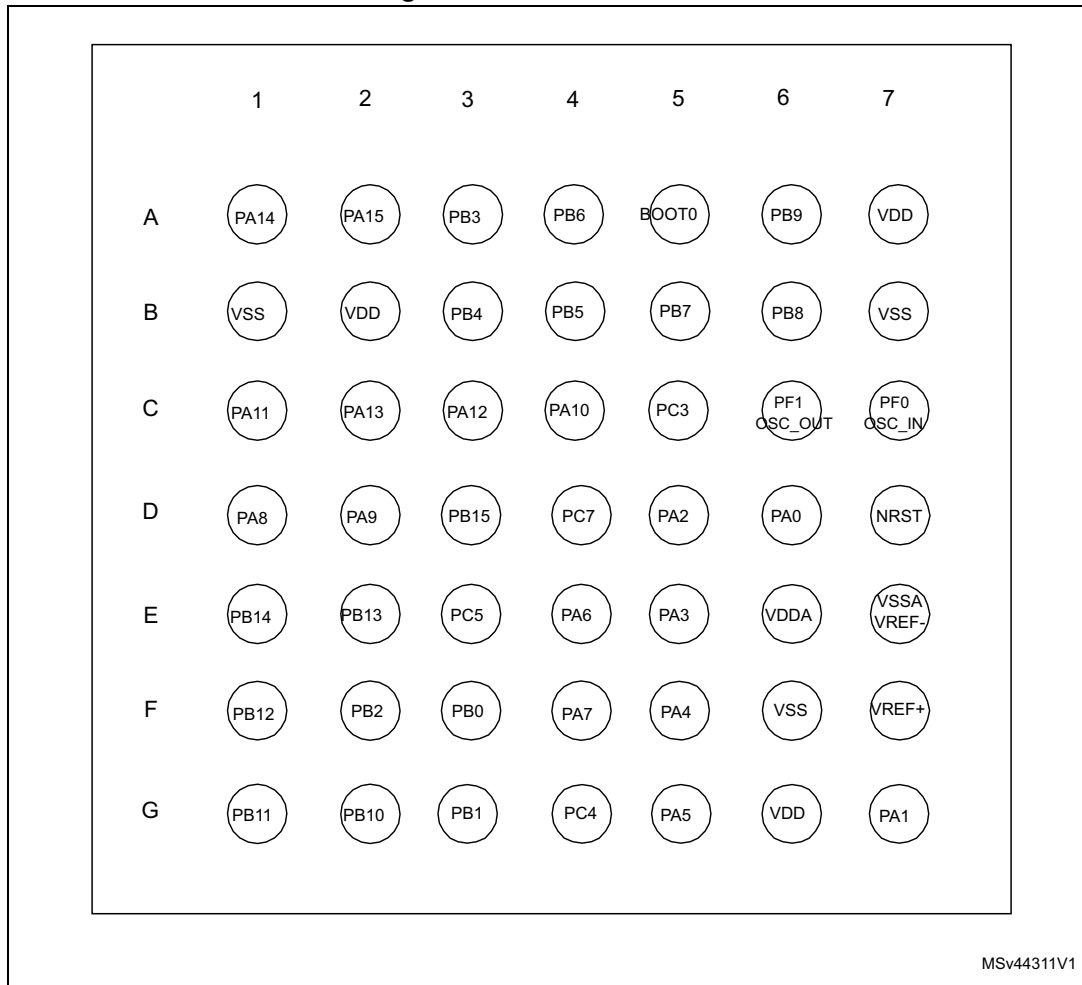 1 2 3 4 5 6 7
A PA14 PA15 PB3 PB6 BOOT0 PB9 VDD
B VSS VDD PB4 PB5 PB7 PB8 VSS
C PA11 PA13 PA12 PA10 PC3 PF1 OSC_OUT PF0 OSC_IN
D PA8 PA9 PB15 PC7 PA2 PA0 NRST
E PB14 PB13 PC5 PA6 PA3 VDDA VSSA VREF-
F PB12 PB2 PB0 PA7 PA4 VSS VREF+
G PB11 PB10 PB1 PC4 PA5 VDD PA1
MSv44311V1